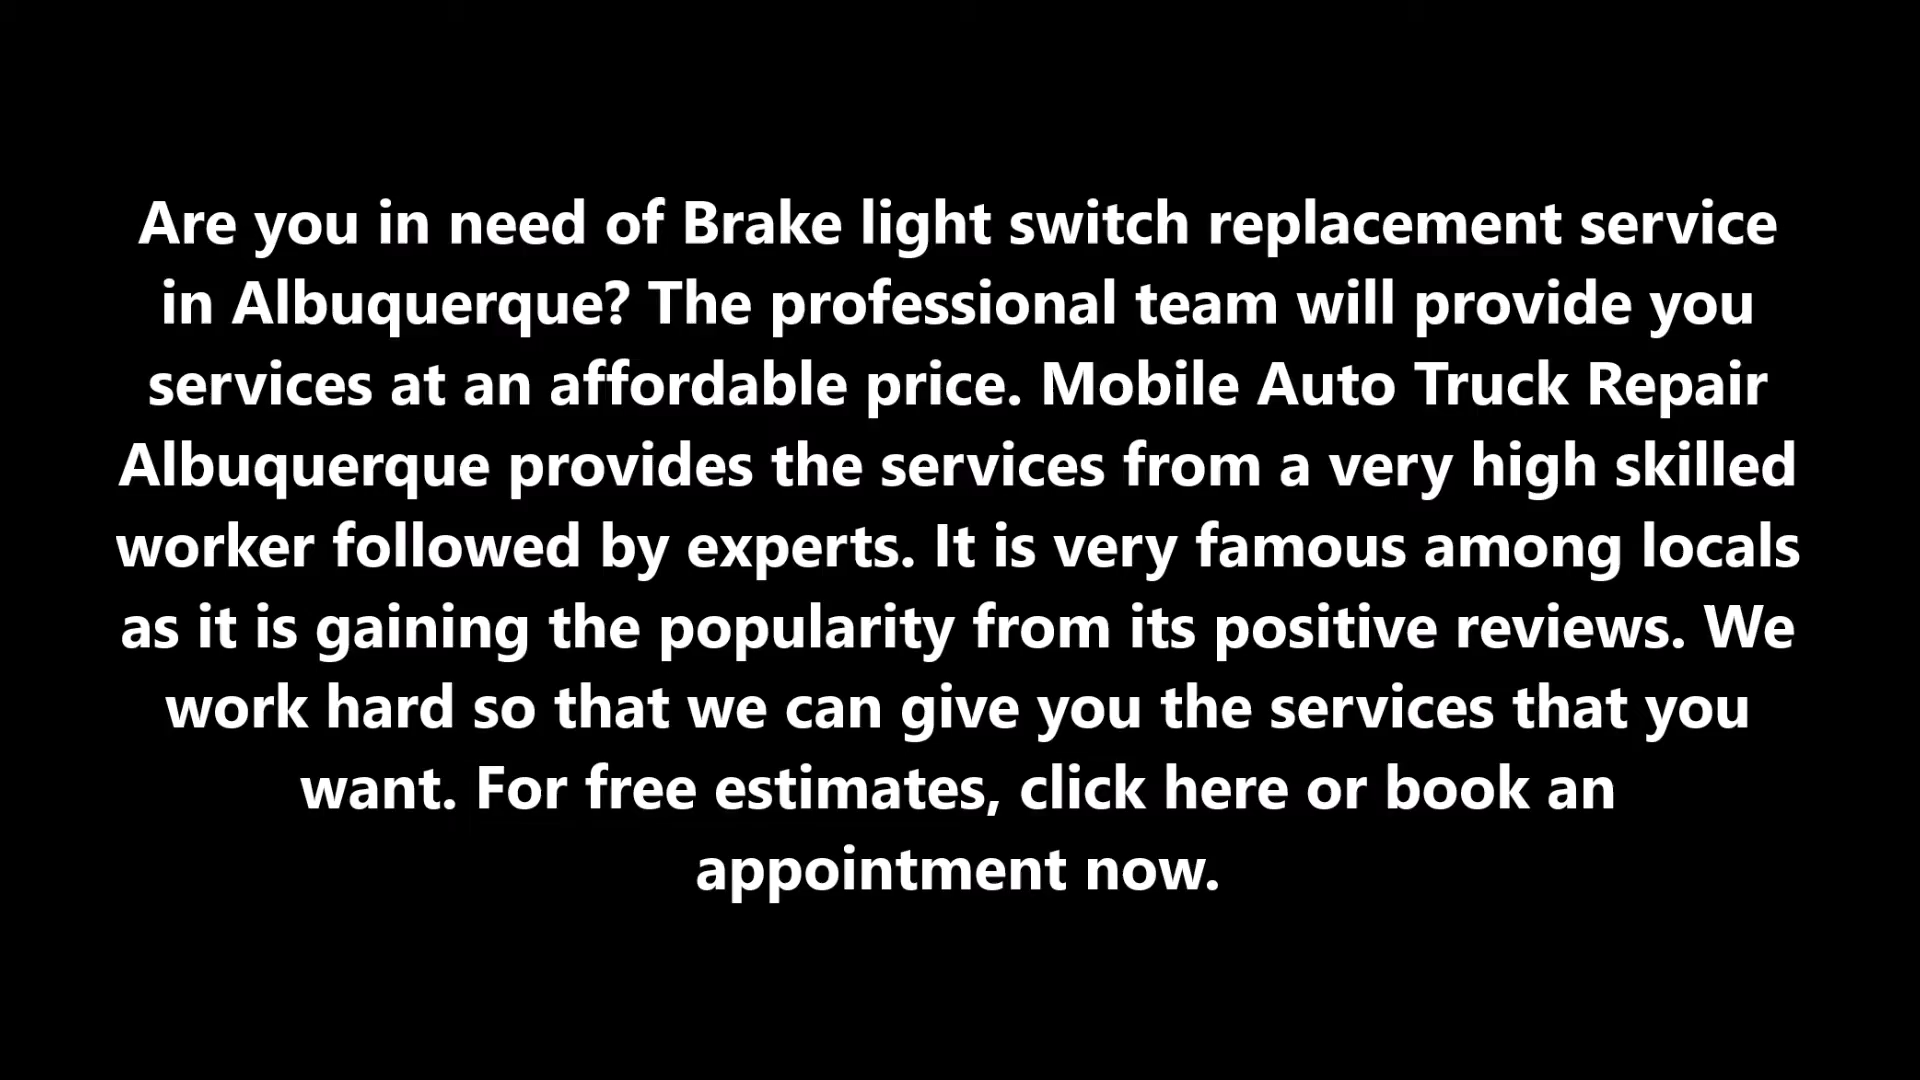 Are you in need of Brake light switch replacement service
in Albuquerque? The professional team will provide you
services at an affordable price. Mobile Auto Truck Repair
Albuquerque provides the services from a very high skilled
worker followed by experts. It is very famous among locals
as it is gaining the popularity from its positive reviews. We
work hard so that we can give you the services that you
want. For free estimates, click here or book an
appointment now.